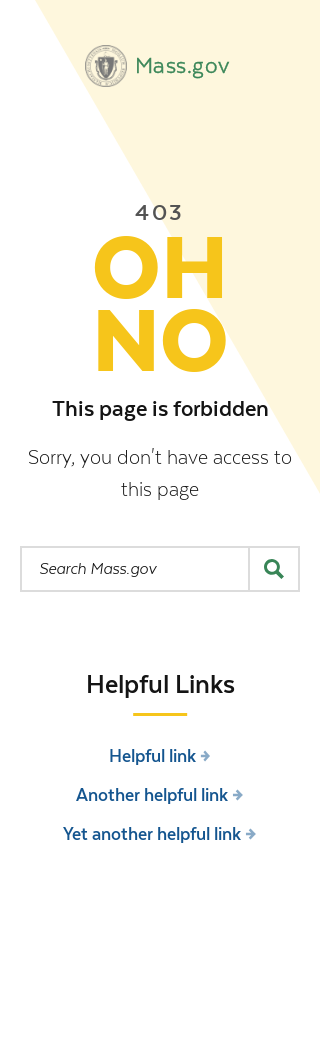 Mass.gov
403
OH
NO
This page is forbidden
Sorry, you don't have access to
this page
Search Mass.gov
Helpful Links
Helpful link
Another helpful link
Yet another helpful link